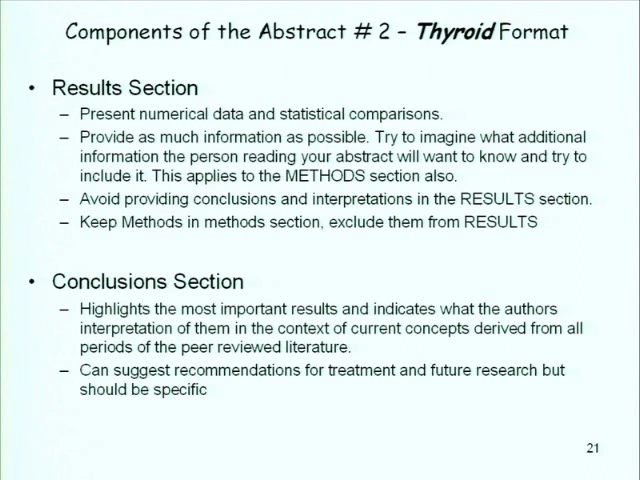 Components of the Abstract # 2 – Thyroid Format
• Results Section
– Present numerical data and statistical comparisons.
– Provide as much information as possible. Try to imagine what additional
information the person reading your abstract will want to know and try to
include it. This applies to the METHODS section also.
– Avoid providing conclusions and interpretations in the RESULTS section.
– Keep Methods in methods section, exclude them from RESULTS
• Conclusions Section
– Highlights the most important results and indicates what the authors
interpretation of them in the context of current concepts derived from all
periods of the peer reviewed literature.
– Can suggest recommendations for treatment and future research but
should be specific
21